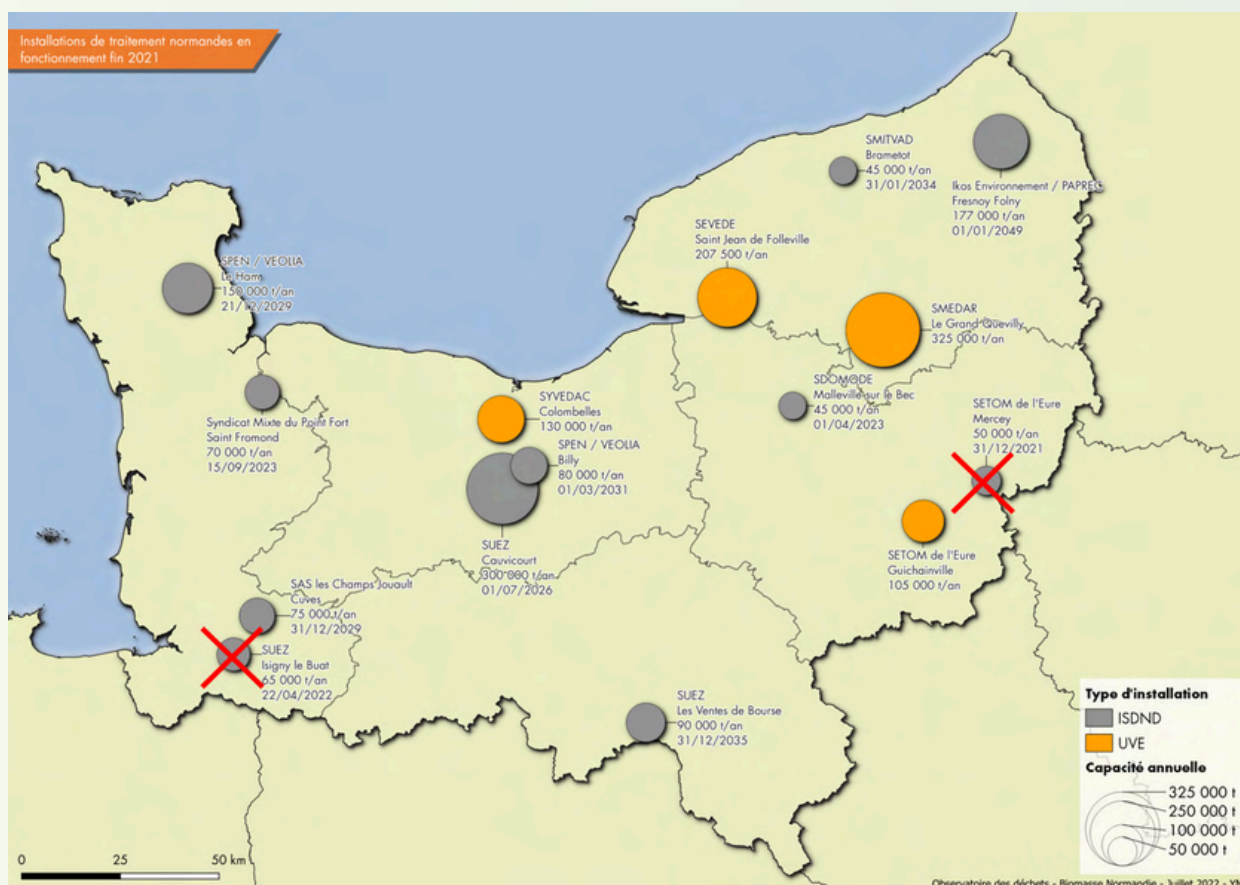 Installations de traitement normandes en
fonctionnement fin 2021
SMITVAD
Brametot
45 000 t/an
31/01/2034
Ikos Environnement / PAPREC
Fresnoy Folny
177 000 t/an
01/01/2049
SEVEDE
Saint Jean de Folleville
207 500 t/an
SPEN / VEOLIA
Le Ham
150 000 t/an
21/12/2029
SMEDAR
Le Grand Quevilly
325 000 t/an
SDOMODE
Malleville sur le Bec
45 000 t/an
01/04/2023
SETOM de l'Eure
Mercey
50 000 t/an
31/12/2021
SYVEDAC
Colombelles
130 000 t/an
Syndicat Mixte du Point Fort
Saint Fromond
70 000 t/an
15/09/2023
SPEN / VEOLIA
Billy
80 000 t/an
01/03/2031
SUEZ
Cauvicourt
300 000 t/an
01/07/2026
SETOM de l'Eure
Guichainville
105 000 t/an
SAS les Champs Jouault
Cuves
75 000 t/an
31/12/2029
SUEZ
Isigny le Buat
65 000 t/an
22/04/2022
SUEZ
Les Ventes de Bourse
90 000 t/an
31/12/2035
Type d'installation
ISDND
UVE
Capacité annuelle
325 000 t
250 000 t
100 000 t
50 000 t
0 25 50 km
Observatoire des déchets - Biomasse Normandie - Juillet 2022 -